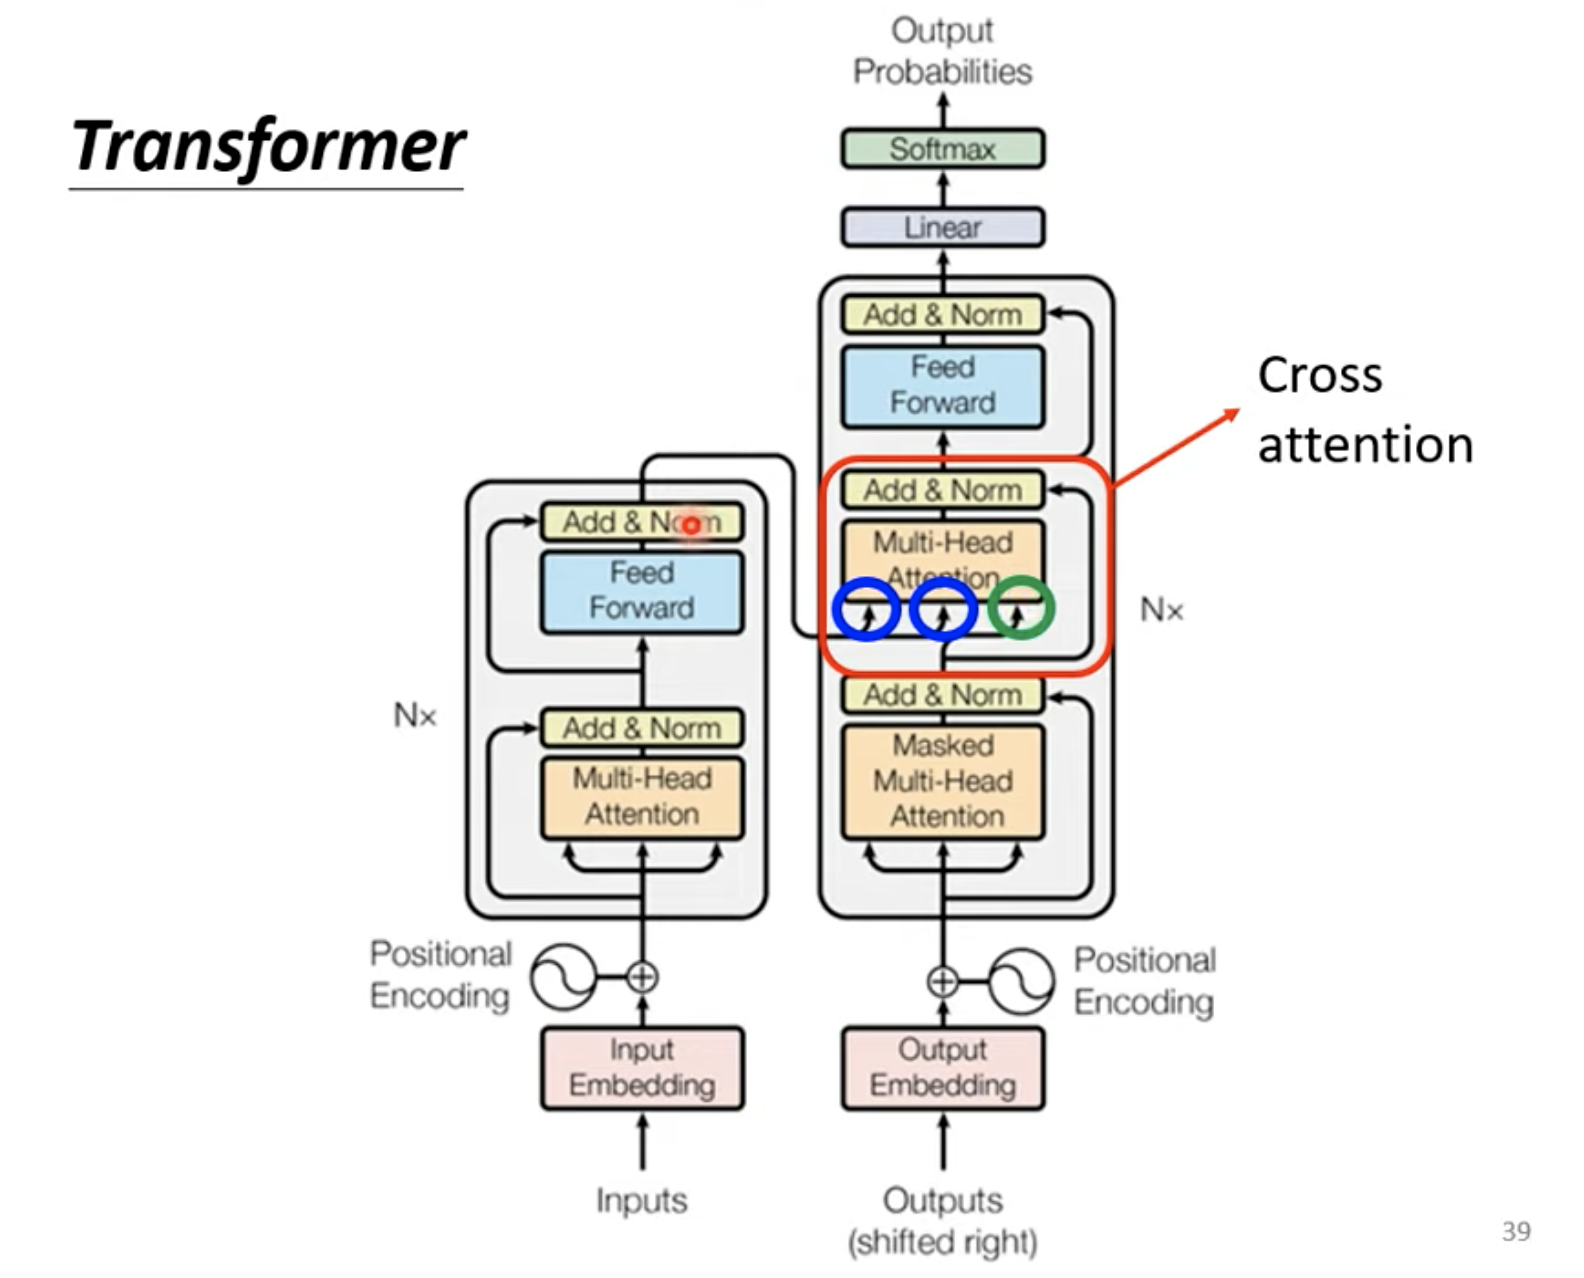 Transformer
Output
Probabilities
Softmax
Linear
Add & Norm
Feed
Forward
Cross
attention
Add & Norm
Multi-Head
Attention
Nx
Add & Norm
Masked
Multi-Head
Attention
Add & Norm
Feed
Forward
Nx
Add & Norm
Multi-Head
Attention
Positional
Encoding
Positional
Encoding
Input
Embedding
Output
Embedding
Inputs
Outputs
(shifted right)
39